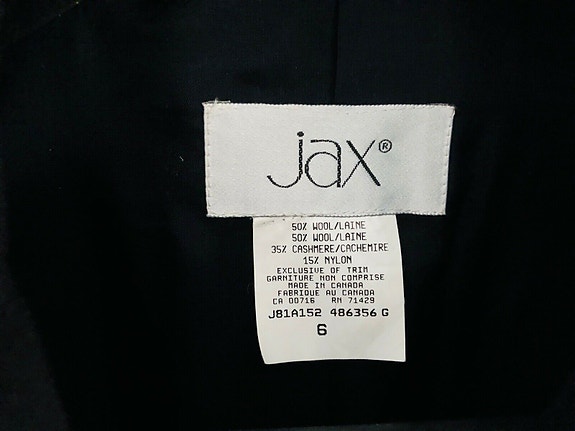 jax®
50% WOOL/LAINE
50% WOOL/LAINE
35% CASHMERE/CACHEMIRE
15% NYLON
EXCLUSIVE OF TRIM
GARNITURE NON COMPRISE
MADE IN CANADA
FABRIQUE AU CANADA
CA 00716 RN 71429
J81A152 486356 G
6